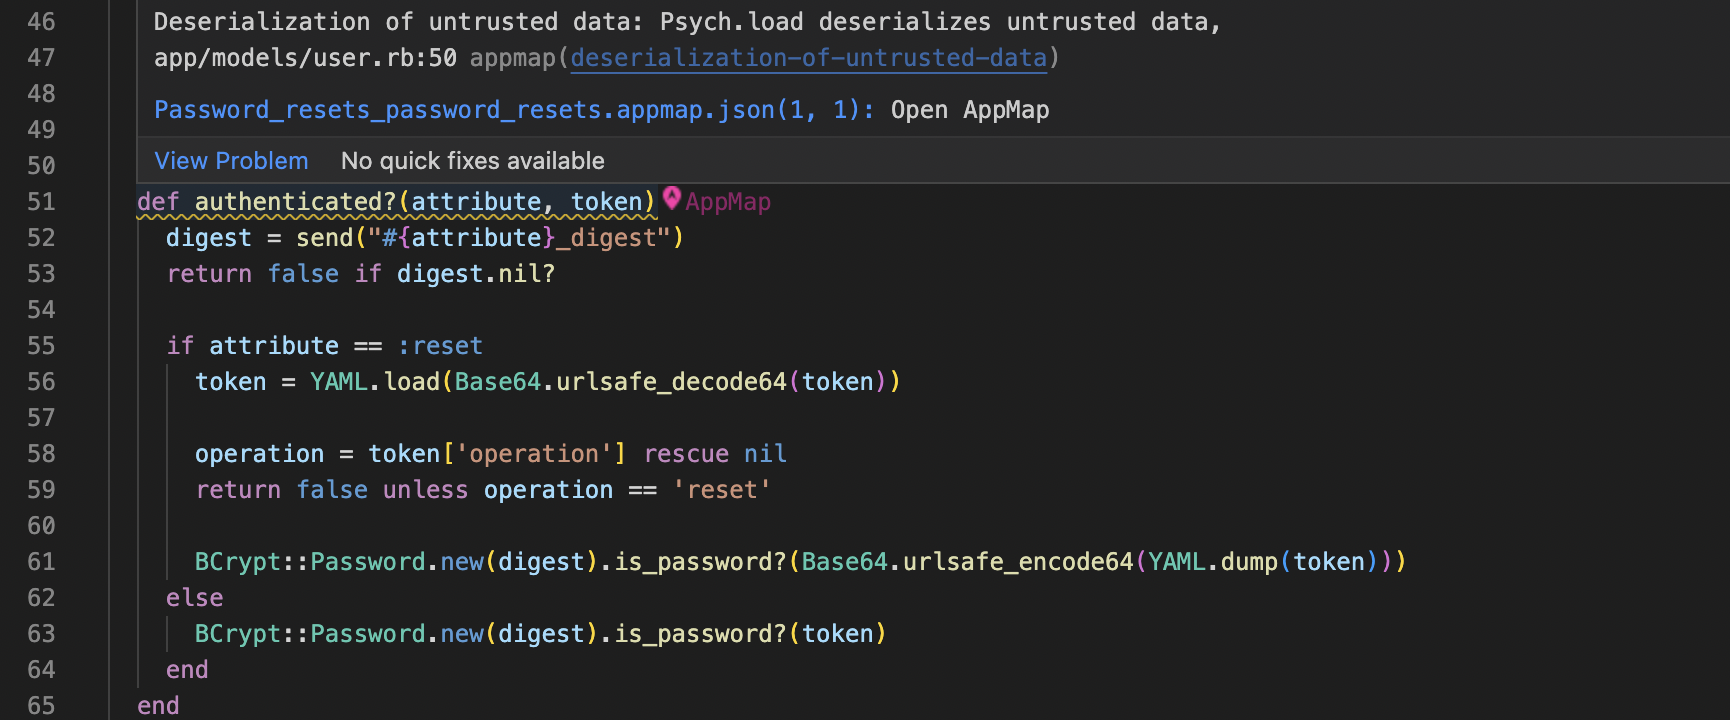 46 Deserialization of untrusted data: Psych.load deserializes untrusted data,
47 app/models/user.rb:50 appmap(deserialization-of-untrusted-data)
48
Password_resets_password_resets.appmap.json(1, 1): Open AppMap
49
50 View Problem No quick fixes available
51 def authenticated?(attribute, token) AppMap
52 digest = send("#{attribute}_digest")
53 return false if digest.nil?
54
55 if attribute == :reset
56 token = YAML.load(Base64.urlsafe_decode64(token))
57
58 operation = token['operation'] rescue nil
59 return false unless operation == 'reset'
60
61 BCrypt::Password.new(digest).is_password?(Base64.urlsafe_encode64(YAML.dump(token)))
62 else
63 BCrypt::Password.new(digest).is_password?(token)
64 end
65 end